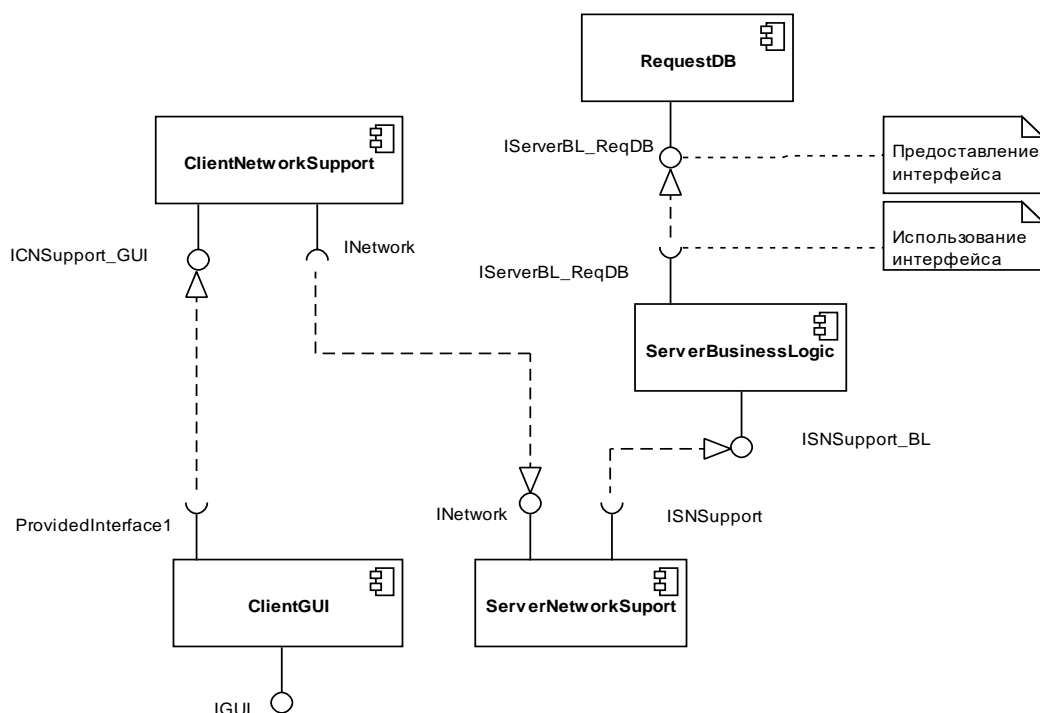 RequestDB
ClientNetworkSupport
IServerBL_ReqDB
Предоставление
интерфейса
ICNSupport_GUI
INetwork
Использование
интерфейса
IServerBL_ReqDB
ServerBusinessLogic
ISNSupport_BL
ProvidedInterface1
INetwork
ISNSupport
ClientGUI
ServerNetworkSuport
IGUI